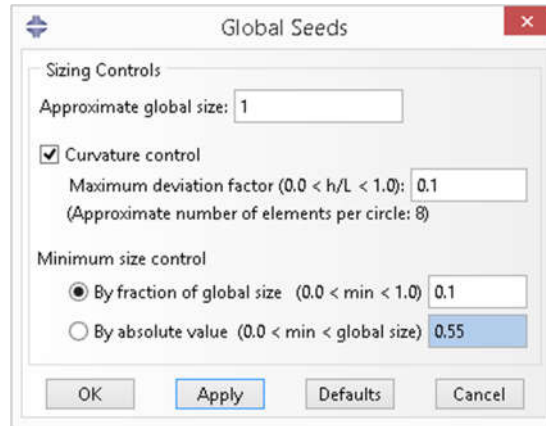 Global Seeds
Sizing Controls
Approximate global size: 1
Curvature control
Maximum deviation factor (0.0 < h/L < 1.0): 0.1
(Approximate number of elements per circle: 8)
Minimum size control
By fraction of global size (0.0 < min < 1.0) 0.1
By absolute value (0.0 < min < global size) 0.55
OK Apply Defaults Cancel